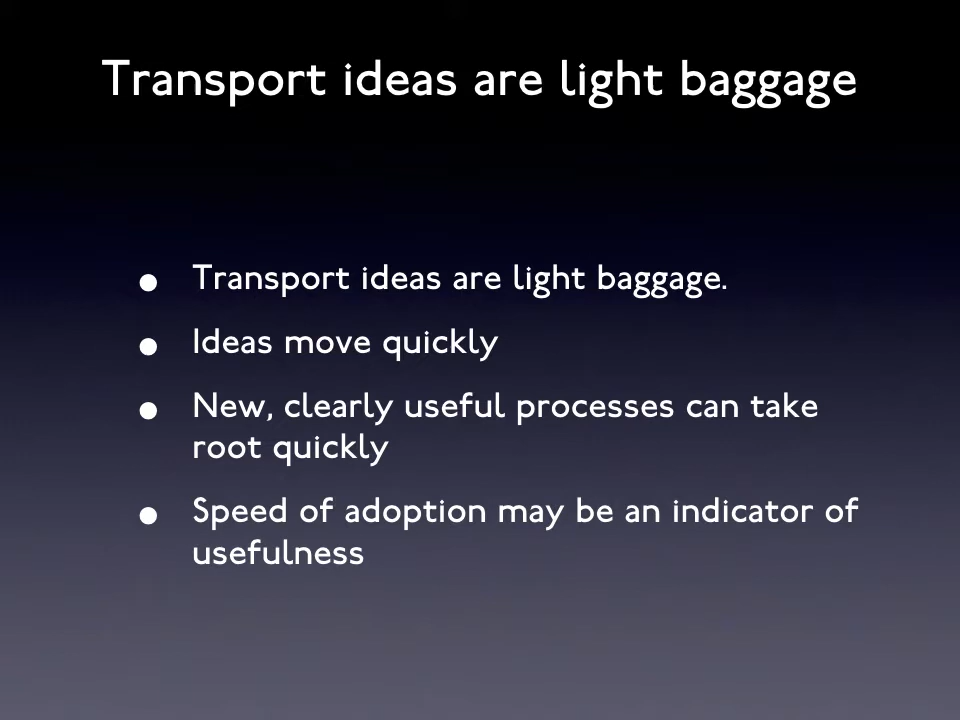 Transport ideas are light baggage
• Transport ideas are light baggage.
• Ideas move quickly
• New, clearly useful processes can take
root quickly
• Speed of adoption may be an indicator of
usefulness